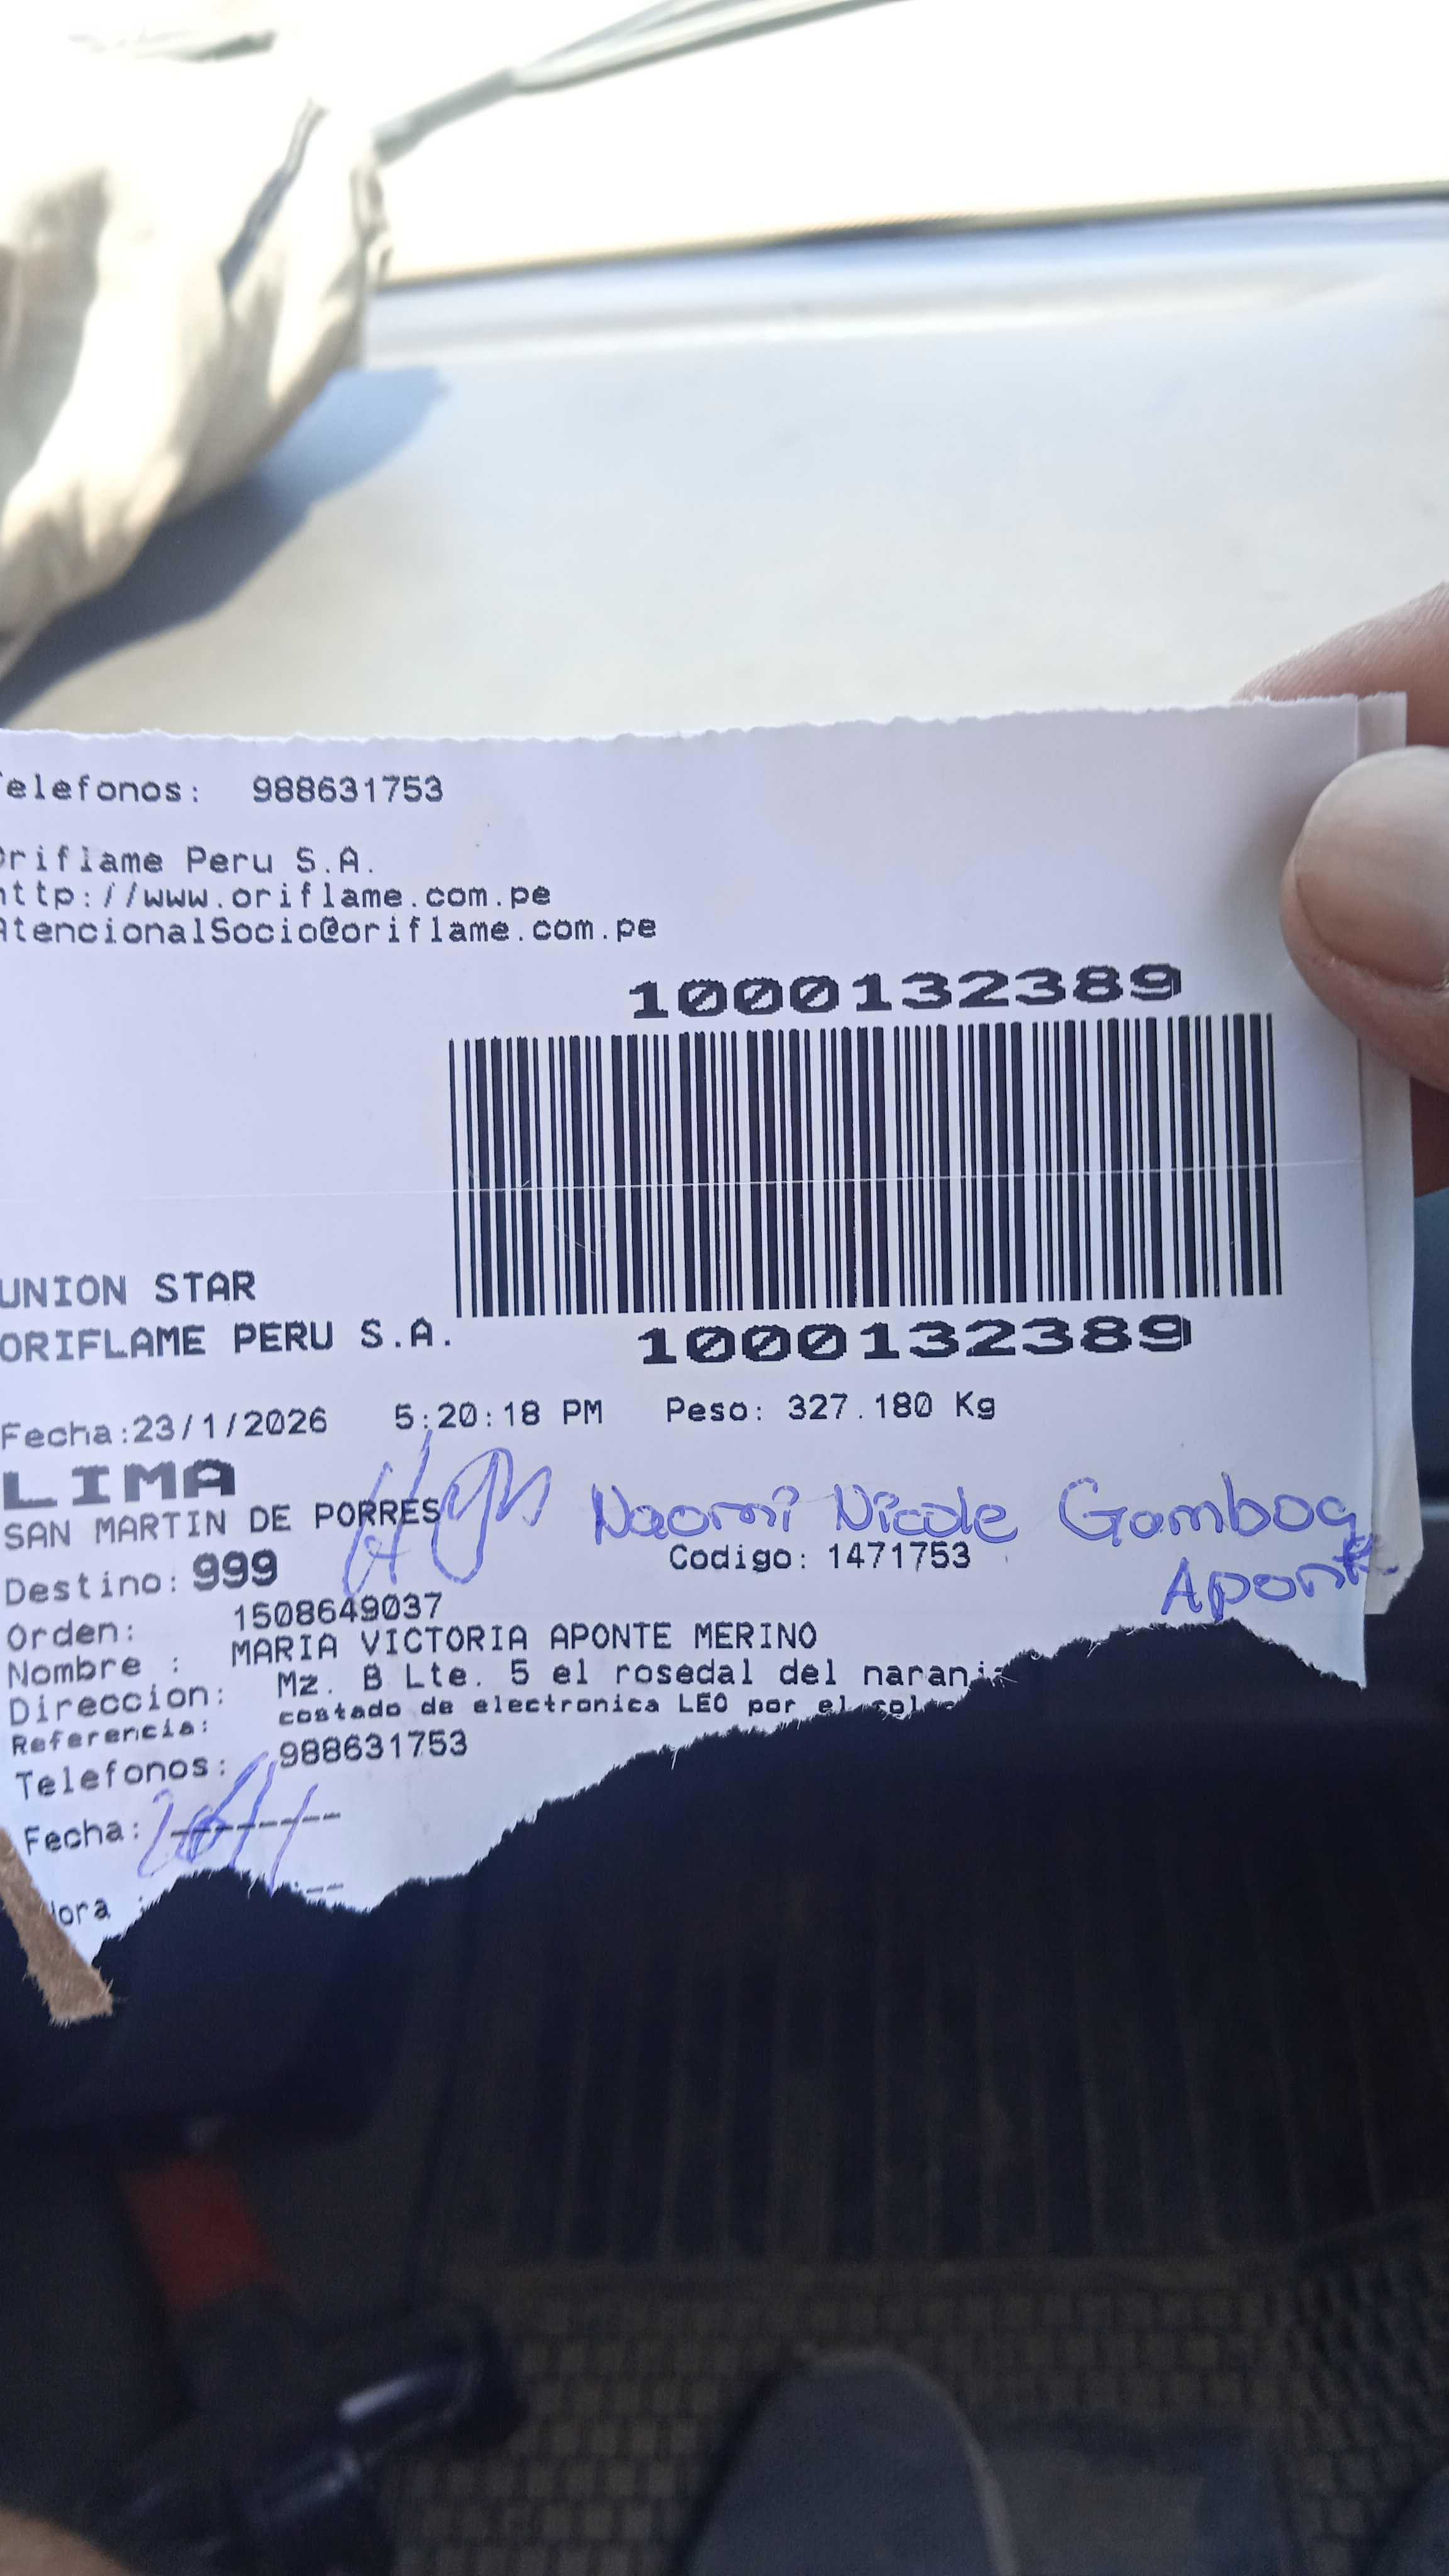 Telefonos: 988631753
Oriflame Peru S.A.
http://www.oriflame.com.pe
AtencionalSocio@oriflame.com.pe
1000132389
UNION STAR
ORIFLAME PERU S.A.
1000132389
Fecha:23/1/2026 5:20:18 PM Peso: 327.180 Kg
LIMA
SAN MARTIN DE PORRES
Naomi Nicole Gamboa
Aponte
Destino: 999 Codigo: 1471753
Orden: 1508649037
Nombre : MARIA VICTORIA APONTE MERINO
Direccion: Mz. B Lte. 5 el rosedal del naranj
Referencia: costado de electronica LEO por el
Telefonos: 988631753
Fecha:
Hora :